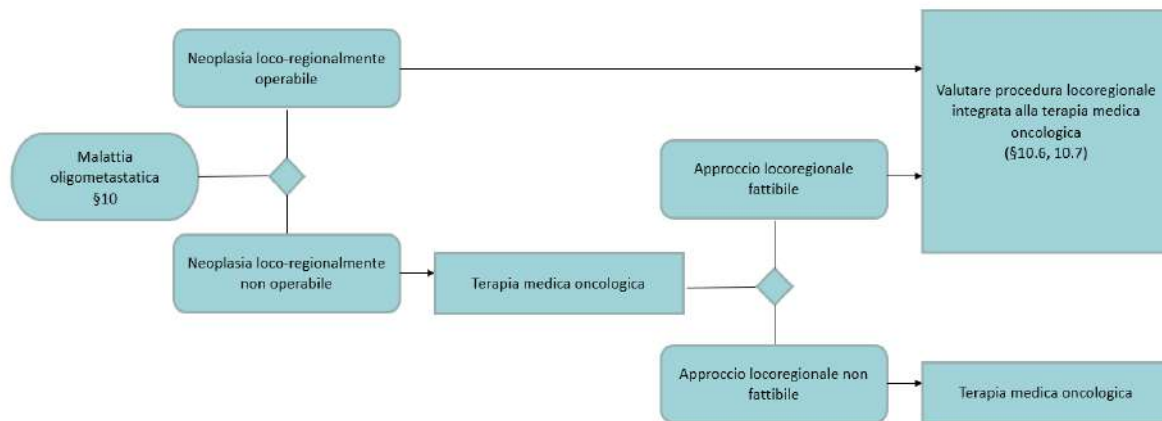 Neoplasia loco-regionalmente
operabile
Valutare procedura locoregionale
integrata alla terapia medica
oncologica
(§10.6, 10.7)
Malattia
oligometastatica
§10
Approccio locoregionale
fattibile
Neoplasia loco-regionalmente
non operabile
Terapia medica oncologica
Approccio locoregionale non
fattibile
Terapia medica oncologica